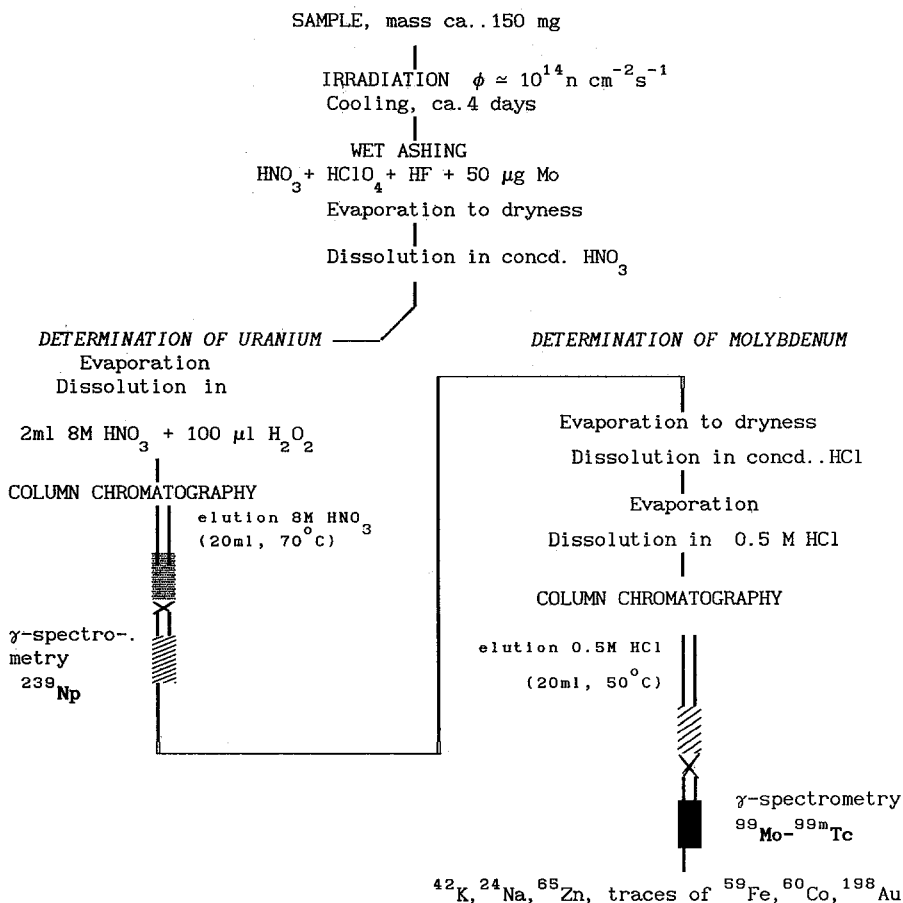 SAMPLE, mass ca..150 mg
IRRADIATION ϕ ≃ 10¹⁴n cm⁻²s⁻¹
Cooling, ca.4 days
WET ASHING
HNO₃+ HClO₄+ HF + 50 μg Mo
Evaporation to dryness
Dissolution in concd. HNO₃
DETERMINATION OF URANIUM
Evaporation
Dissolution in
2ml 8M HNO₃ + 100 μl H₂O₂
COLUMN CHROMATOGRAPHY
elution 8M HNO₃
(20ml, 70°C)
γ-spectro-.
metry
²³⁹Np
DETERMINATION OF MOLYBDENUM
Evaporation to dryness
Dissolution in concd..HCl
Evaporation
Dissolution in 0.5 M HCl
COLUMN CHROMATOGRAPHY
elution 0.5M HCl
(20ml, 50°C)
γ-spectrometry
⁹⁹Mo-⁹⁹ᵐTc
⁴²K,²⁴Na,⁶⁵Zn, traces of ⁵⁹Fe,⁶⁰Co,¹⁹⁸Au